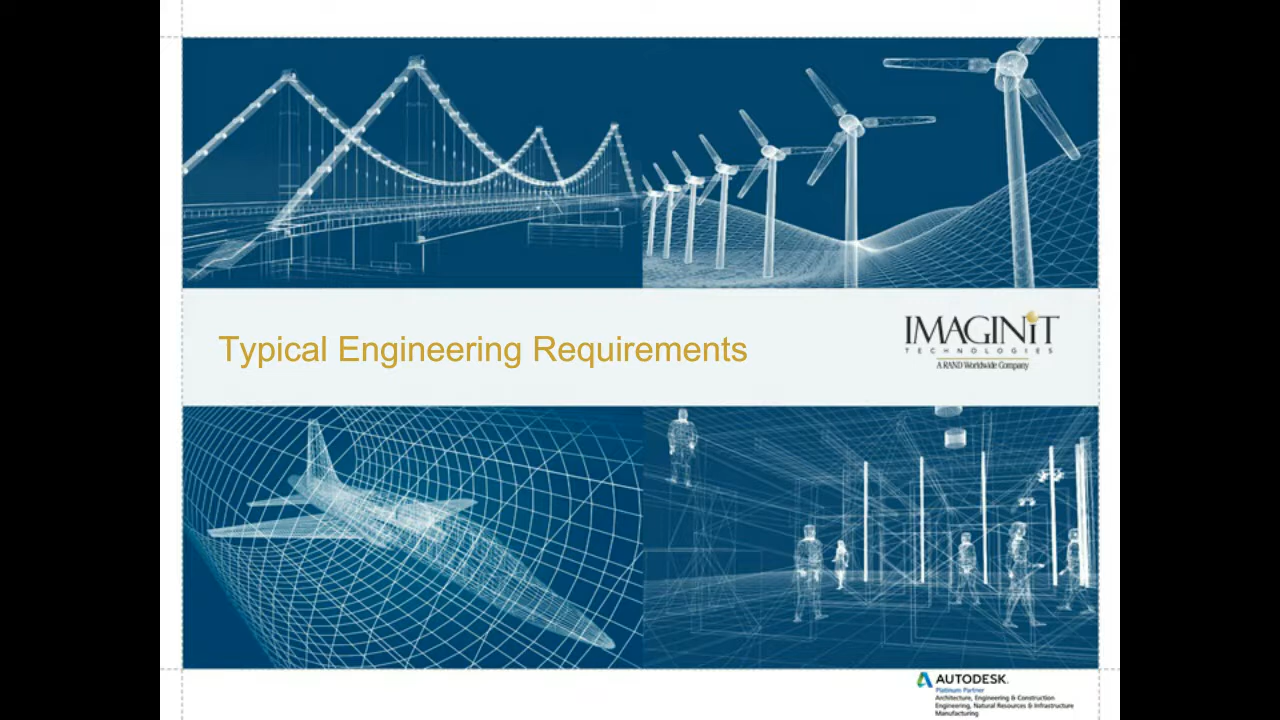 Typical Engineering Requirements
IMAGINiT
TECHNOLOGIES
A RAND Worldwide Company
AUTODESK.
Platinum Partner
Architecture, Engineering & Construction
Engineering, Natural Resources & Infrastructure
Manufacturing